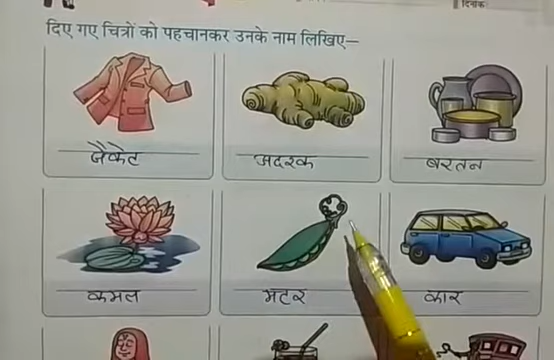 दिनांक
दिए गए चित्रों को पहचानकर उनके नाम लिखिए—
जैकेट अदरक बरतन
कमल मटर कार